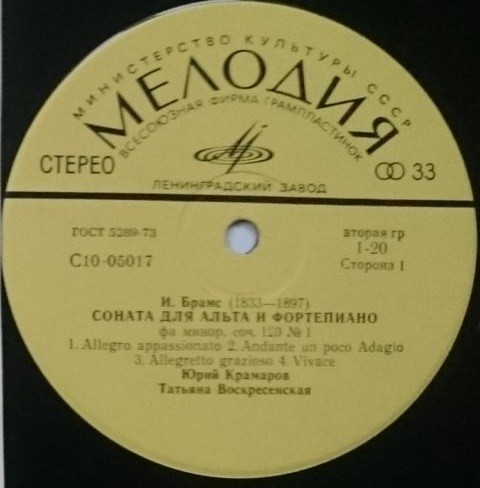 МИНИСТЕРСТВО КУЛЬТУРЫ СССР
МЕЛОДИЯ
ВСЕСОЮЗНАЯ ФИРМА ГРАМПЛАСТИНОК
СТЕРЕО
33
ЛЕНИНГРАДСКИЙ ЗАВОД
ГОСТ 5289-73
вторая гр
1-20
С10-05017
Сторона 1
И. Брамс (1833—1897)
СОНАТА ДЛЯ АЛЬТА И ФОРТЕПИАНО
фа минор, соч. 120 № 1
1. Allegro appassionato 2. Andante un poco Adagio
3. Allegretto grazioso 4. Vivace
Юрий Крамаров
Татьяна Воскресенская